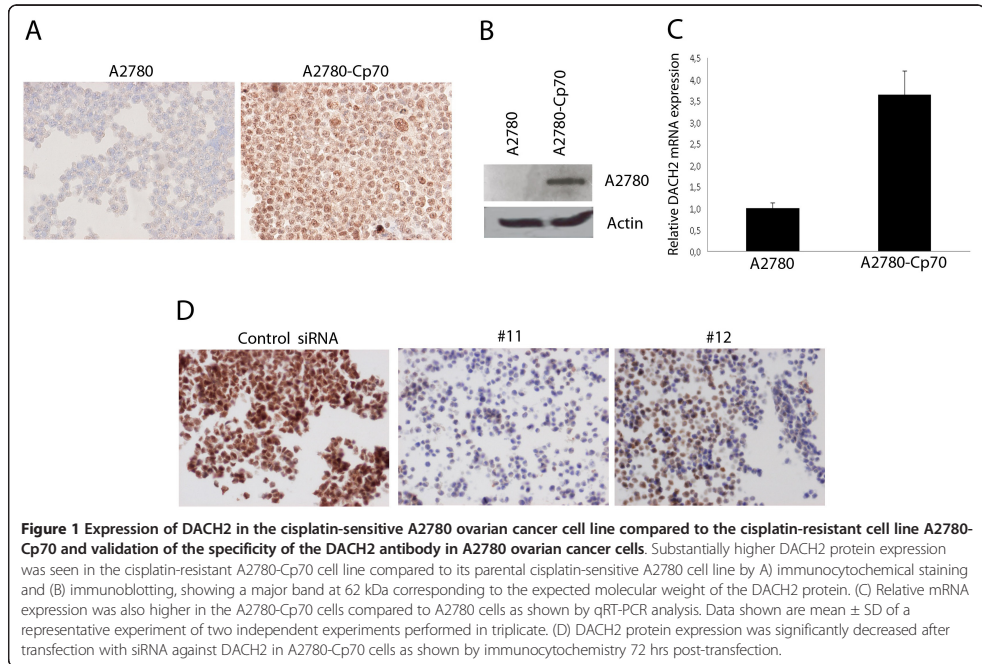 A
A2780
A2780-Cp70
B
A2780
A2780-Cp70
A2780
Actin
C
Relative DACH2 mRNA expression
4,5
4,0
3,5
3,0
2,5
2,0
1,5
1,0
0,5
0,0
A2780
A2780-Cp70
D
Control siRNA
#11
#12
Figure 1 Expression of DACH2 in the cisplatin-sensitive A2780 ovarian cancer cell line compared to the cisplatin-resistant cell line A2780-
Cp70 and validation of the specificity of the DACH2 antibody in A2780 ovarian cancer cells. Substantially higher DACH2 protein expression
was seen in the cisplatin-resistant A2780-Cp70 cell line compared to its parental cisplatin-sensitive A2780 cell line by A) immunocytochemical staining
and (B) immunoblotting, showing a major band at 62 kDa corresponding to the expected molecular weight of the DACH2 protein. (C) Relative mRNA
expression was also higher in the A2780-Cp70 cells compared to A2780 cells as shown by qRT-PCR analysis. Data shown are mean ± SD of a
representative experiment of two independent experiments performed in triplicate. (D) DACH2 protein expression was significantly decreased after
transfection with siRNA against DACH2 in A2780-Cp70 cells as shown by immunocytochemistry 72 hrs post-transfection.